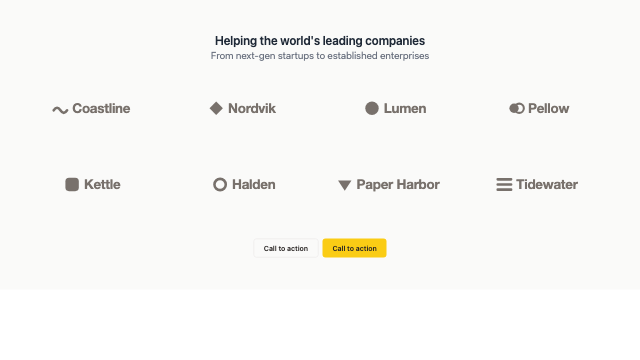 Helping the world's leading companies
From next-gen startups to established enterprises
Coastline
Nordvik
Lumen
Pellow
Kettle
Halden
Paper Harbor
Tidewater
Call to action
Call to action